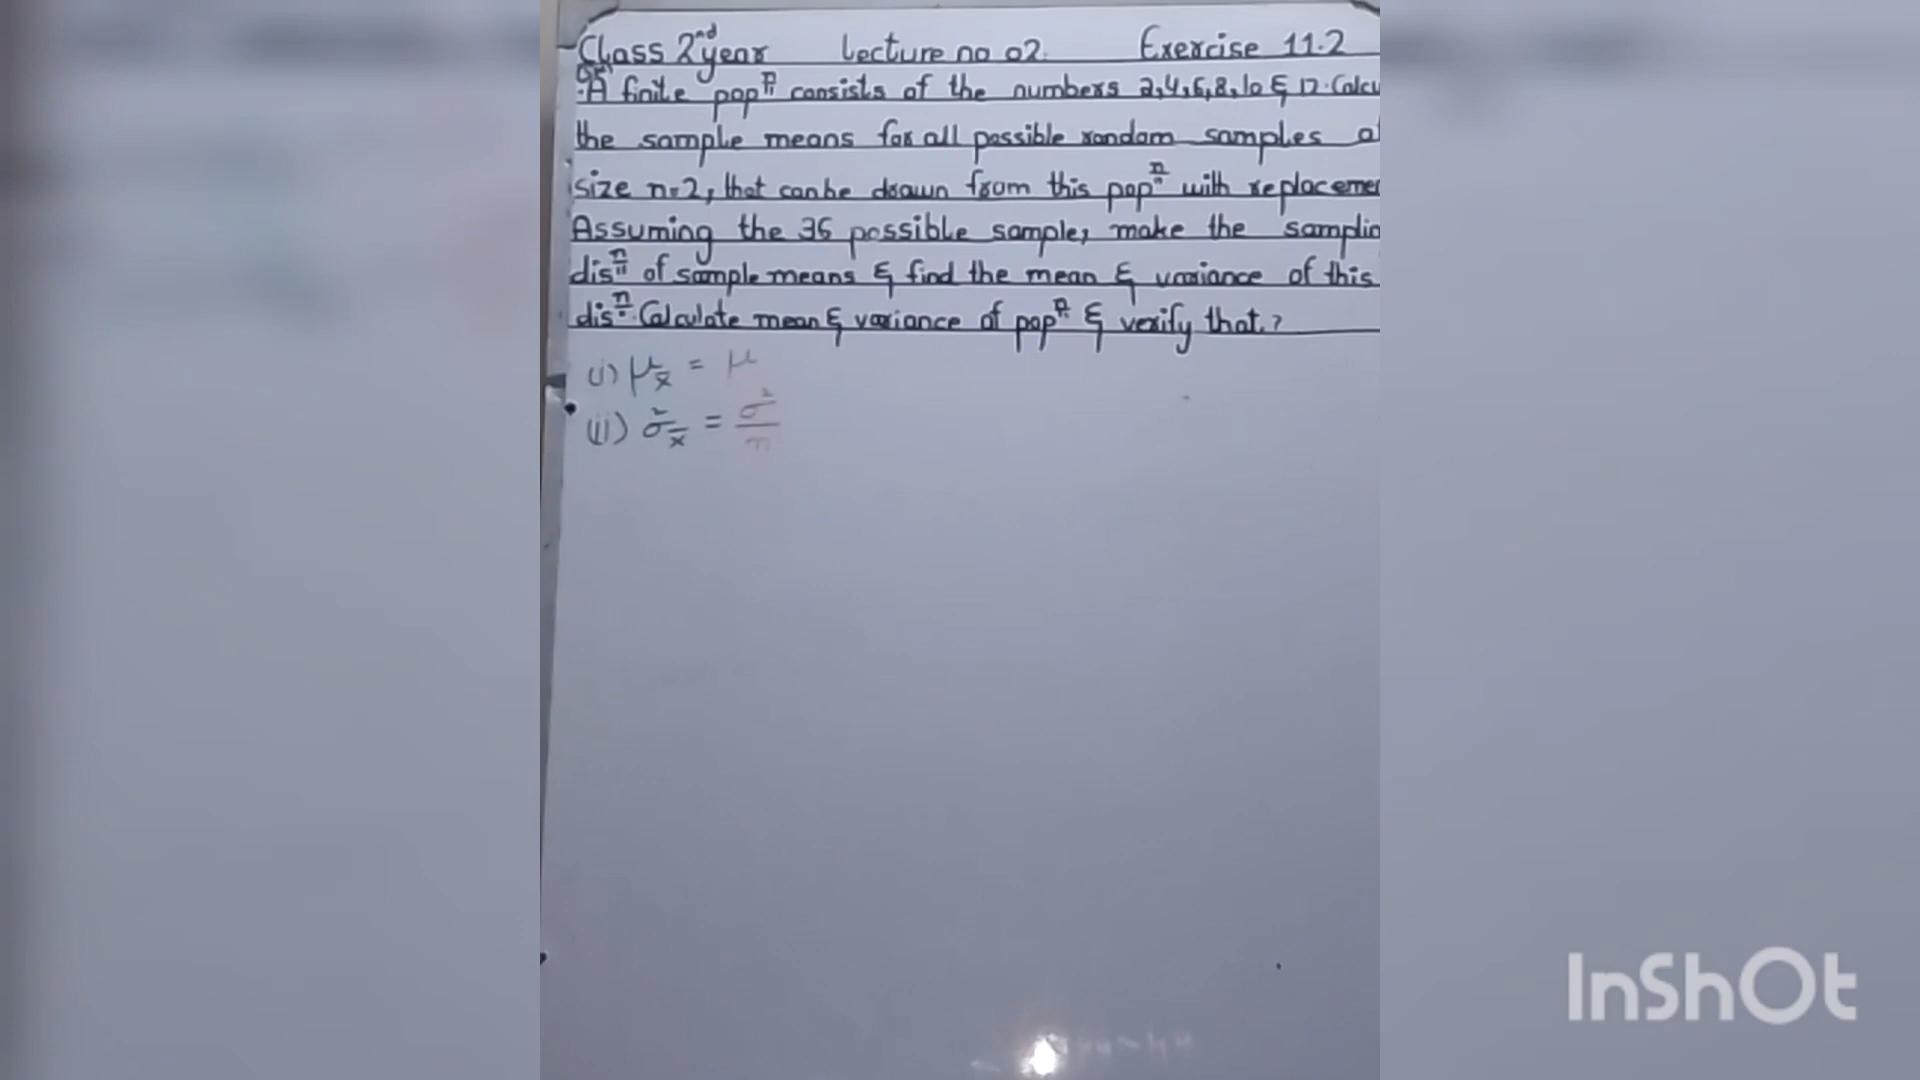 Class 2nd year Lecture no 02. Exercise 11.2
A finite popⁿ consists of the numbers 2,4,6,8,10 & 12. Calcu
the sample means for all possible random samples of
size n=2, that can be drawn from this popⁿ with replacemen
Assuming the 36 possible sample, make the samplin
disⁿ of sample means & find the mean & variance of this
disⁿ. Calculate mean & variance of popⁿ & verify that.?
(i) μx̄ = μ
(ii) σ²x̄ = σ²/n
InShOt